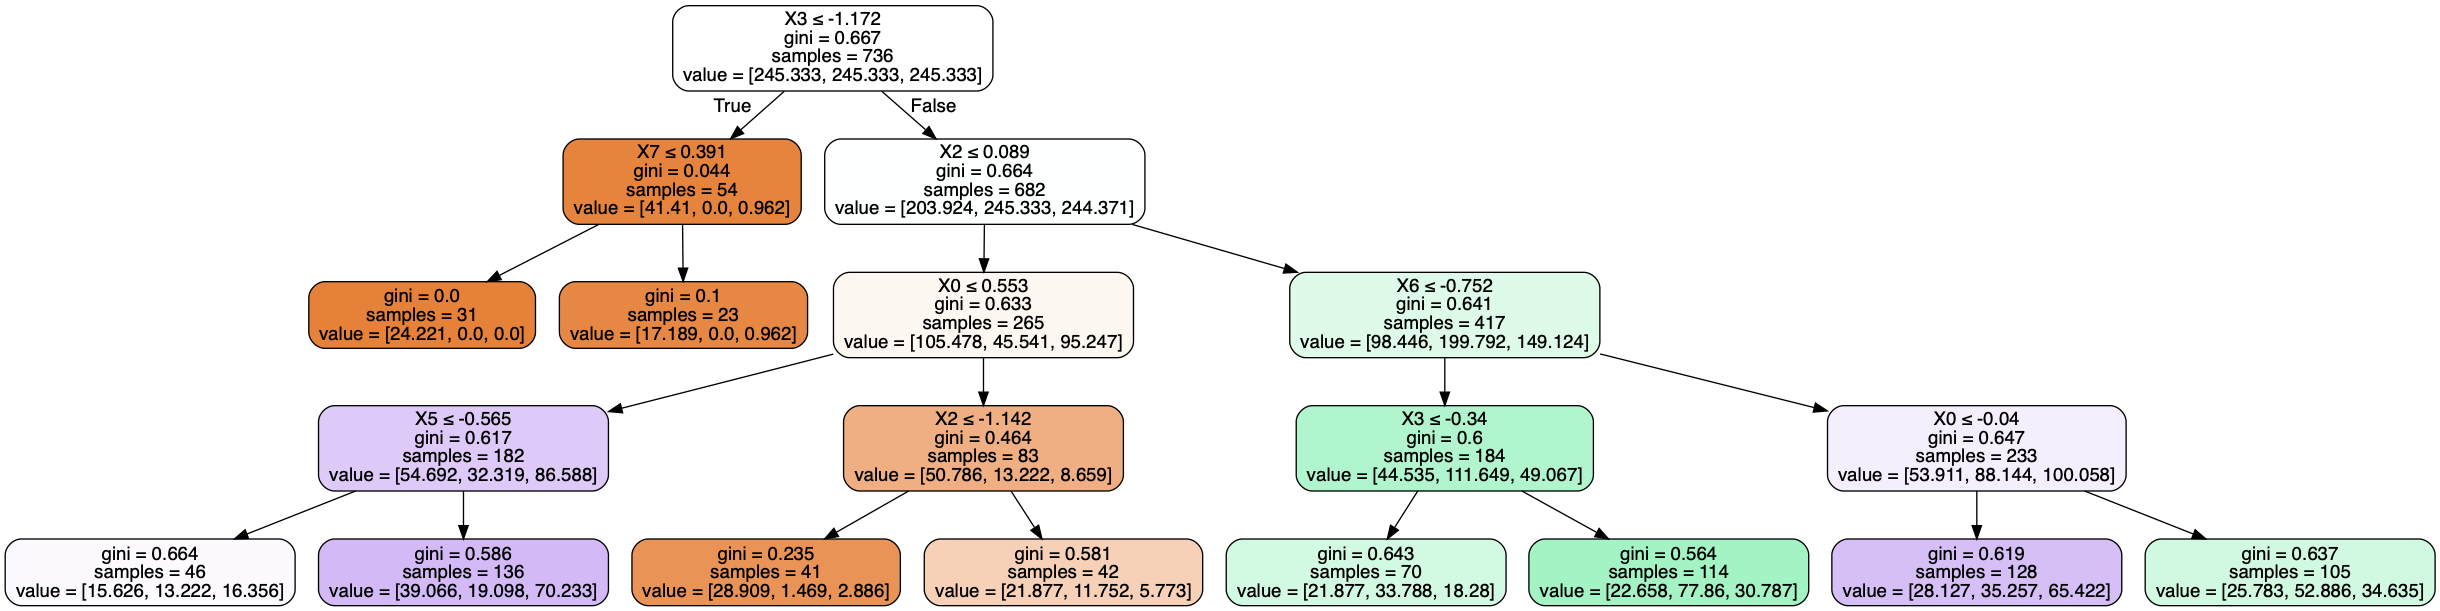 X3 ≤ -1.172
gini = 0.667
samples = 736
value = [245.333, 245.333, 245.333]
True
False
X7 ≤ 0.391
gini = 0.044
samples = 54
value = [41.41, 0.0, 0.962]
X2 ≤ 0.089
gini = 0.664
samples = 682
value = [203.924, 245.333, 244.371]
gini = 0.0
samples = 31
value = [24.221, 0.0, 0.0]
gini = 0.1
samples = 23
value = [17.189, 0.0, 0.962]
X0 ≤ 0.553
gini = 0.633
samples = 265
value = [105.478, 45.541, 95.247]
X6 ≤ -0.752
gini = 0.641
samples = 417
value = [98.446, 199.792, 149.124]
X5 ≤ -0.565
gini = 0.617
samples = 182
value = [54.692, 32.319, 86.588]
X2 ≤ -1.142
gini = 0.464
samples = 83
value = [50.786, 13.222, 8.659]
X3 ≤ -0.34
gini = 0.6
samples = 184
value = [44.535, 111.649, 49.067]
X0 ≤ -0.04
gini = 0.647
samples = 233
value = [53.911, 88.144, 100.058]
gini = 0.664
samples = 46
value = [15.626, 13.222, 16.356]
gini = 0.586
samples = 136
value = [39.066, 19.098, 70.233]
gini = 0.235
samples = 41
value = [28.909, 1.469, 2.886]
gini = 0.581
samples = 42
value = [21.877, 11.752, 5.773]
gini = 0.643
samples = 70
value = [21.877, 33.788, 18.28]
gini = 0.564
samples = 114
value = [22.658, 77.86, 30.787]
gini = 0.619
samples = 128
value = [28.127, 35.257, 65.422]
gini = 0.637
samples = 105
value = [25.783, 52.886, 34.635]